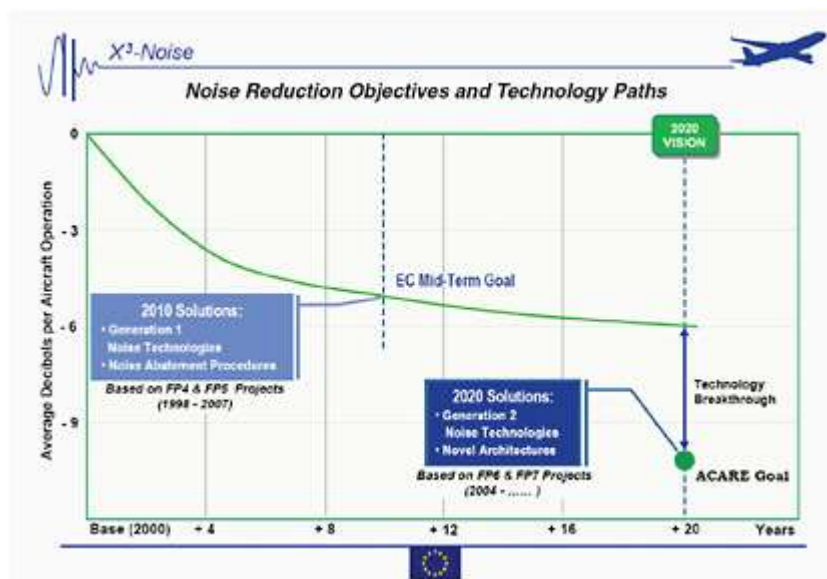 X³-Noise
Noise Reduction Objectives and Technology Paths
2020
VISION
0
- 3
- 6
- 9
Average Decibels per Aircraft Operation
EC Mid-Term Goal
2010 Solutions:
• Generation 1
Noise Technologies
• Noise Abatement Procedures
Based on FP4 & FP5 Projects
(1998 - 2007)
2020 Solutions:
• Generation 2
Noise Technologies
• Novel Architectures
Based on FP6 & FP7 Projects
(2004 - ...... )
Technology
Breakthrough
ACARE Goal
Base (2000) + 4 + 8 + 12 + 16 + 20 Years